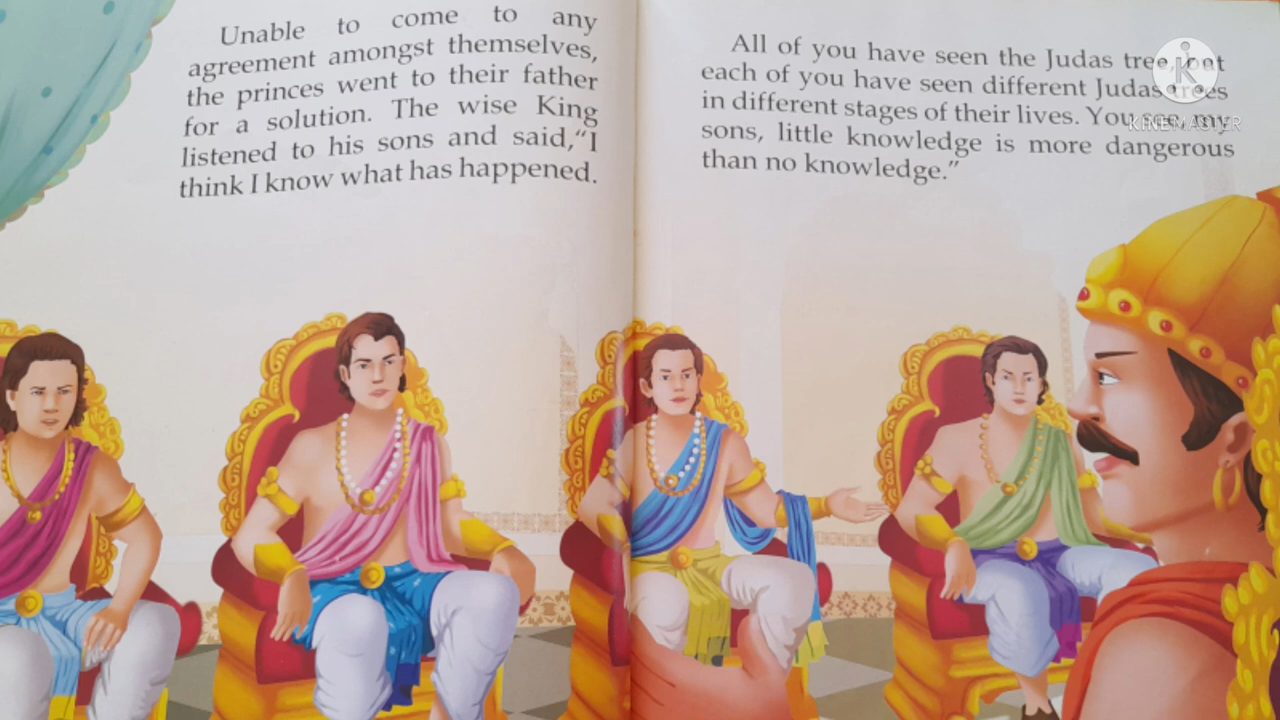 Unable to come to any
agreement amongst themselves,
the princes went to their father
for a solution. The wise King
listened to his sons and said,“I
think I know what has happened.
All of you have seen the Judas tree, but
each of you have seen different Judas trees
in different stages of their lives. You see, my
sons, little knowledge is more dangerous
than no knowledge.”
K
KINEMASTER